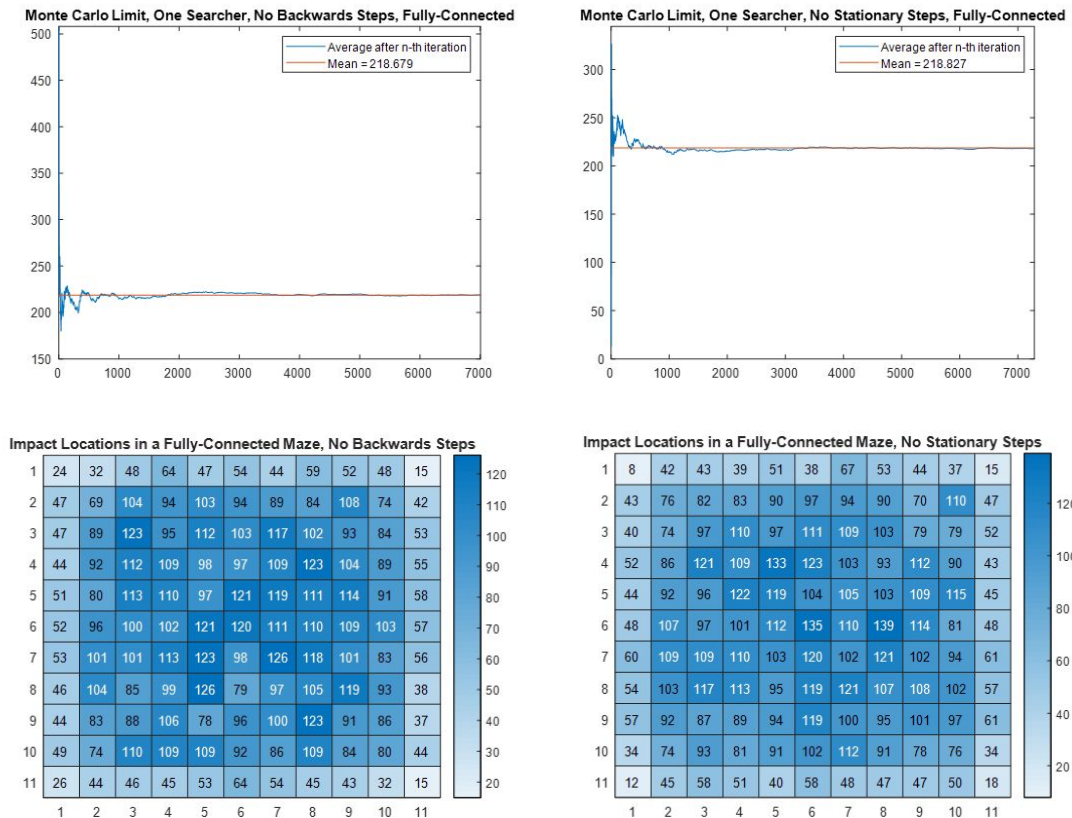 Monte Carlo Limit, One Searcher, No Backwards Steps, Fully-Connected
500
450
400
350
300
250
200
150
0 1000 2000 3000 4000 5000 6000 7000
Average after n-th iteration
Mean = 218.679
Monte Carlo Limit, One Searcher, No Stationary Steps, Fully-Connected
300
250
200
150
100
50
0
0 1000 2000 3000 4000 5000 6000 7000
Average after n-th iteration
Mean = 218.827
Impact Locations in a Fully-Connected Maze, No Backwards Steps
1 24 32 48 64 47 54 44 59 52 48 15
2 47 69 104 94 103 94 89 84 108 74 42
3 47 89 123 95 112 103 117 102 93 84 53
4 44 92 112 109 98 97 109 123 104 89 55
5 51 80 113 110 97 121 119 111 114 91 58
6 52 96 100 102 121 120 111 110 109 103 57
7 53 101 101 113 123 98 126 118 101 83 56
8 46 104 85 99 126 79 97 105 119 93 38
9 44 83 88 106 78 96 100 123 91 86 37
10 49 74 110 109 109 92 86 109 84 80 44
11 26 44 46 45 53 64 54 45 43 32 15
1 2 3 4 5 6 7 8 9 10 11
120
100
80
60
40
20
Impact Locations in a Fully-Connected Maze, No Stationary Steps
1 8 42 43 39 51 38 67 53 44 37 15
2 43 76 82 83 90 97 94 90 70 110 47
3 40 74 97 110 97 111 109 103 79 79 52
4 52 86 121 109 133 123 103 93 112 90 43
5 44 92 96 122 119 104 105 103 109 115 45
6 48 107 97 101 112 135 110 139 114 81 48
7 60 109 109 110 103 120 102 121 102 94 61
8 54 103 117 113 95 119 121 107 108 102 57
9 57 92 87 89 94 119 100 95 101 97 61
10 34 74 93 81 91 102 112 91 78 76 34
11 12 45 58 51 40 58 48 47 47 50 18
1 2 3 4 5 6 7 8 9 10 11
120
100
80
60
40
20